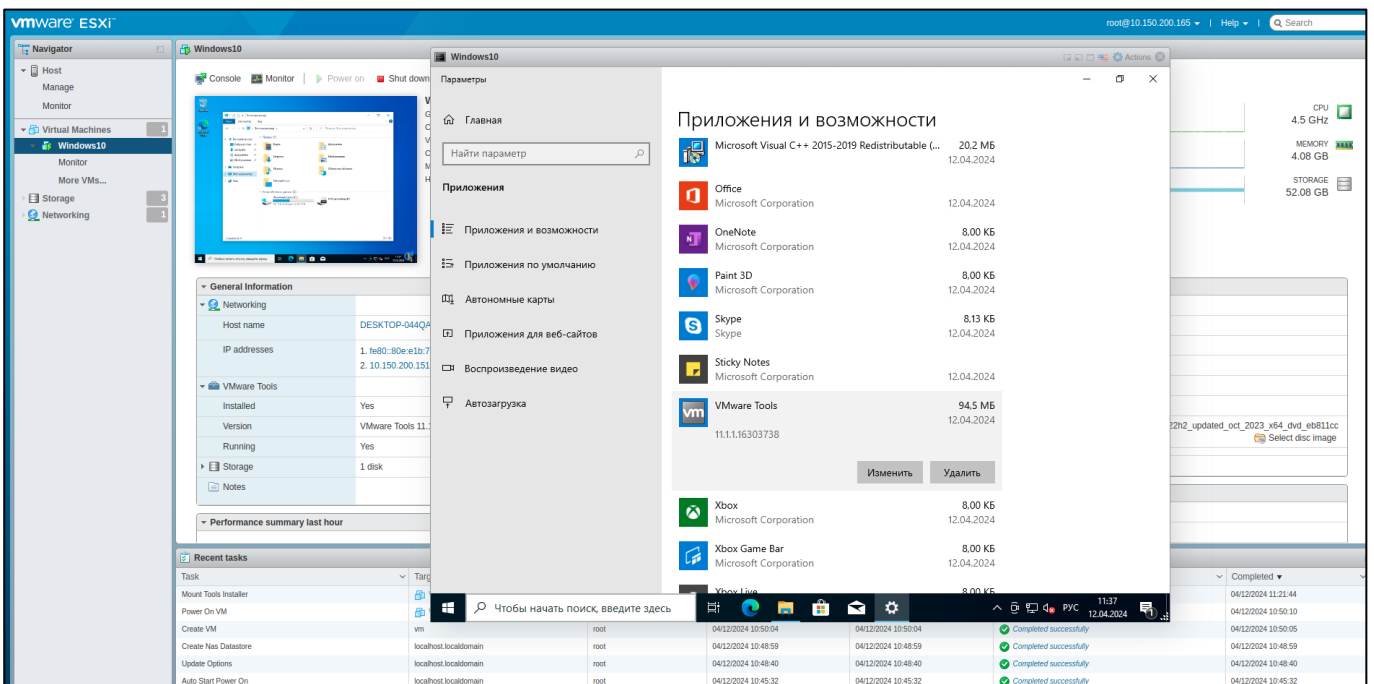 vmware ESXi™
root@10.150.200.165
Help
Search
Navigator
Host
Manage
Monitor
Virtual Machines
1
Windows10
Monitor
More VMs...
Storage
3
Networking
1
Windows10
Console
Monitor
Power on
Shut down
CPU
4.5 GHz
MEMORY
4.08 GB
STORAGE
52.08 GB
General Information
Networking
Host name
DESKTOP-044QA
IP addresses
1. fe80::80e:e1b:7
2. 10.150.200.151
VMware Tools
Installed
Yes
Version
VMware Tools 11.
Running
Yes
Storage
1 disk
Notes
Performance summary last hour
22h2_updated_oct_2023_x64_dvd_eb811cc
Select disc image
Windows10
Actions
Параметры
Главная
Найти параметр
Приложения
Приложения и возможности
Приложения по умолчанию
Автономные карты
Приложения для веб-сайтов
Воспроизведение видео
Автозагрузка
Приложения и возможности
Microsoft Visual C++ 2015-2019 Redistributable (...
20,2 МБ
12.04.2024
Office
Microsoft Corporation
12.04.2024
OneNote
8,00 КБ
Microsoft Corporation
12.04.2024
Paint 3D
8,00 КБ
Microsoft Corporation
12.04.2024
Skype
8,13 КБ
Skype
12.04.2024
Sticky Notes
Microsoft Corporation
12.04.2024
VMware Tools
94,5 МБ
12.04.2024
11.1.1.16303738
Изменить
Удалить
Xbox
8,00 КБ
Microsoft Corporation
12.04.2024
Xbox Game Bar
8,00 КБ
Microsoft Corporation
12.04.2024
Xbox Live
8,00 КБ
Чтобы начать поиск, введите здесь
РУС
11:37
12.04.2024
Recent tasks
Task
Targ
Completed
Mount Tools Installer
04/12/2024 11:21:44
Power On VM
04/12/2024 10:50:10
Create VM
vm
root
04/12/2024 10:50:04
04/12/2024 10:50:04
Completed successfully
04/12/2024 10:50:05
Create Nas Datastore
localhost.localdomain
root
04/12/2024 10:48:59
04/12/2024 10:48:59
Completed successfully
04/12/2024 10:48:59
Update Options
localhost.localdomain
root
04/12/2024 10:48:40
04/12/2024 10:48:40
Completed successfully
04/12/2024 10:48:40
Auto Start Power On
localhost.localdomain
root
04/12/2024 10:45:32
04/12/2024 10:45:32
Completed successfully
04/12/2024 10:45:32